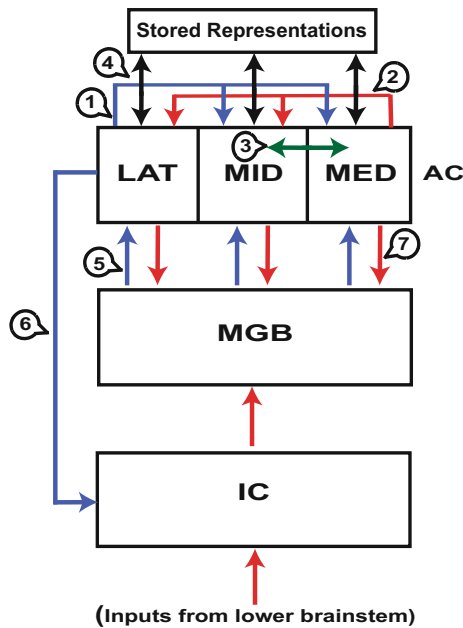 Stored Representations
4
1
2
3
LAT
MID
MED
AC
5
7
6
MGB
IC
(Inputs from lower brainstem)